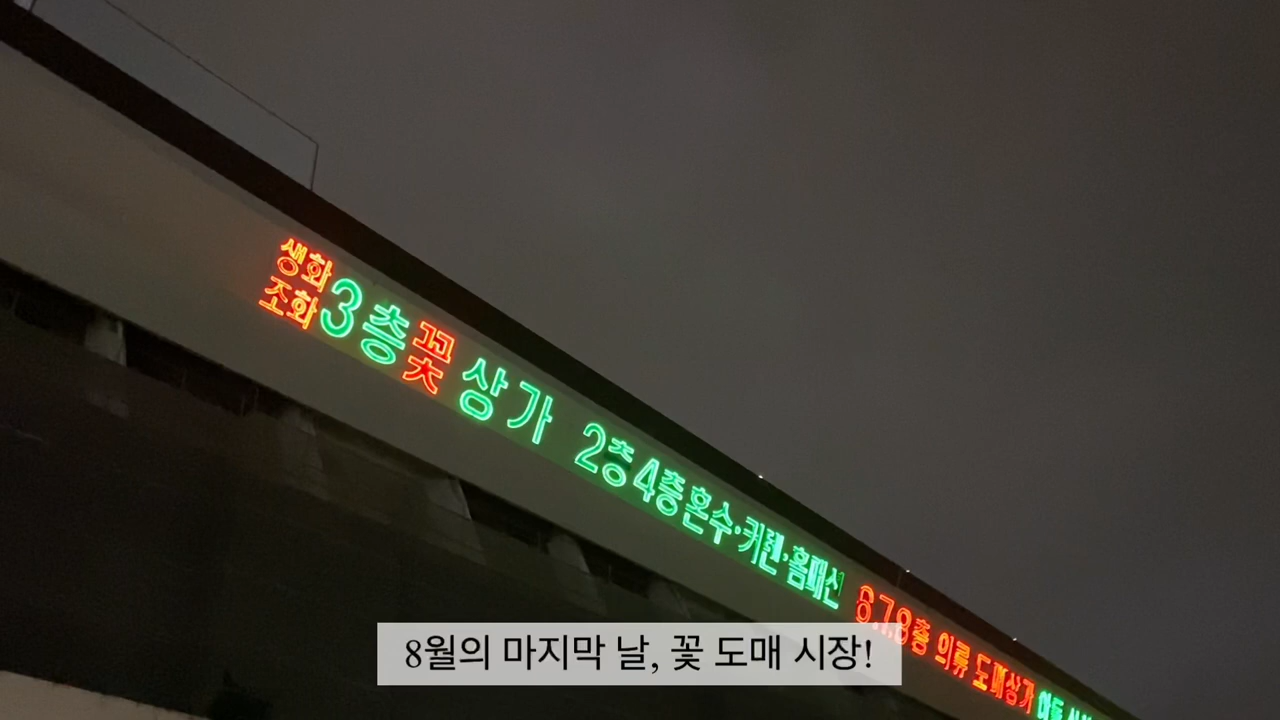 생화
조화
3층 꽃 상가 2층 4층 혼수·커텐·홈패션 6,7,8층 의류 도매상가
8월의 마지막 날, 꽃 도매 시장!